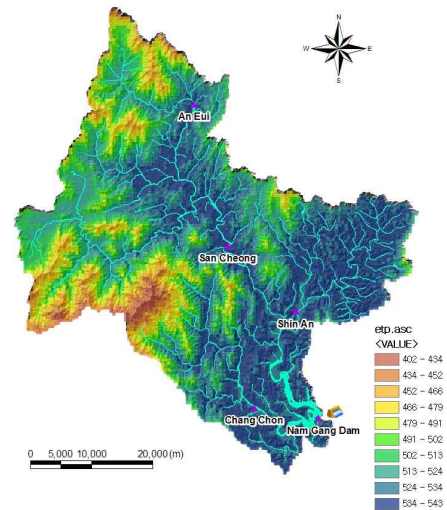 N
W E
S
An Eui
San Cheong
Shin An
Chang Chon
Nam Gang Dam
etp.asc
<VALUE>
402 - 434
434 - 452
452 - 466
466 - 479
479 - 491
491 - 502
502 - 513
513 - 524
524 - 534
534 - 543
0 5,000 10,000 20,000 (m)